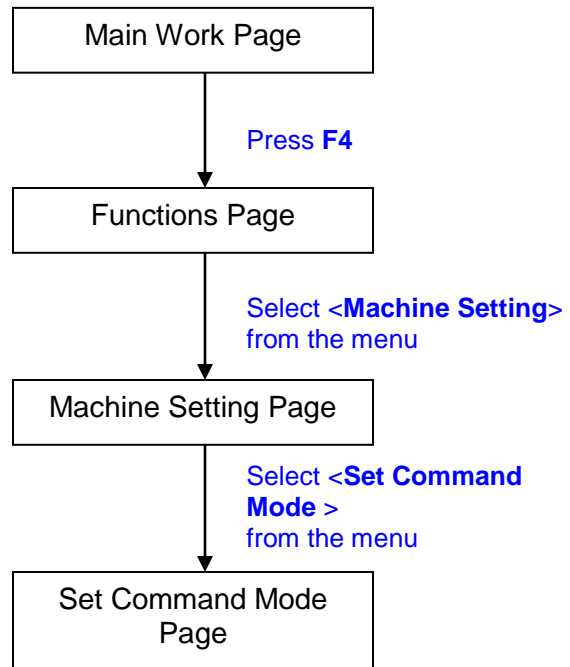 Main Work Page
Press F4
Functions Page
Select <Machine Setting>
from the menu
Machine Setting Page
Select <Set Command
Mode >
from the menu
Set Command Mode
Page